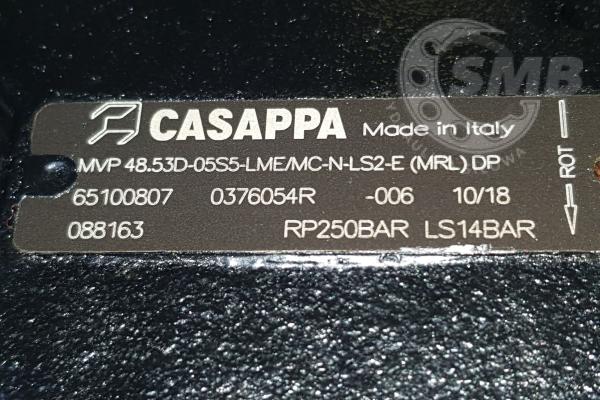 SMB
CASAPPA Made in Italy
MVP 48.53D-05S5-LME/MC-N-LS2-E (MRL) DP
65100807 0376054R -006 10/18
088163 RP250BAR LS14BAR
ROT